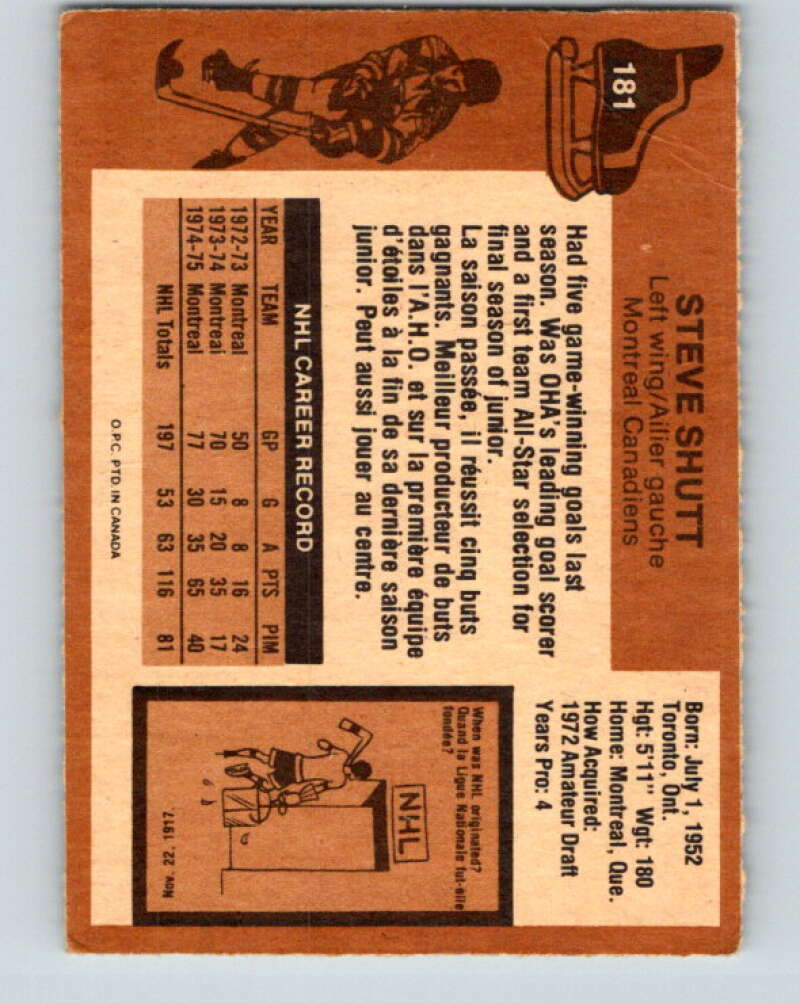 181
STEVE SHUTT
Left wing/Ailier gauche
Montreal Canadiens
Born: July 1, 1952
Toronto, Ont.
Hgt: 5'11" Wgt: 180
Home: Montreal, Que.
How Acquired:
1972 Amateur Draft
Years Pro: 4
Had five game-winning goals last
season. Was OHA's leading goal scorer
and a first team All-Star selection for
final season of junior.
La saison passée, il réussit cinq buts
gagnants. Meilleur producteur de buts
dans l'A.H.O. et sur la première équipe
d'étoiles à la fin de sa dernière saison
junior. Peut aussi jouer au centre.
NHL CAREER RECORD
YEAR TEAM GP G A PTS PIM
1972-73 Montreal 50 8 8 16 24
1973-74 Montreal 70 15 20 35 17
1974-75 Montreal 77 30 35 65 40
NHL Totals 197 53 63 116 81
When was NHL originated?
Quand la Ligue Nationale fut-elle
fondée?
NHL
Nov. 22, 1917.
O.P.C. PTD. IN CANADA